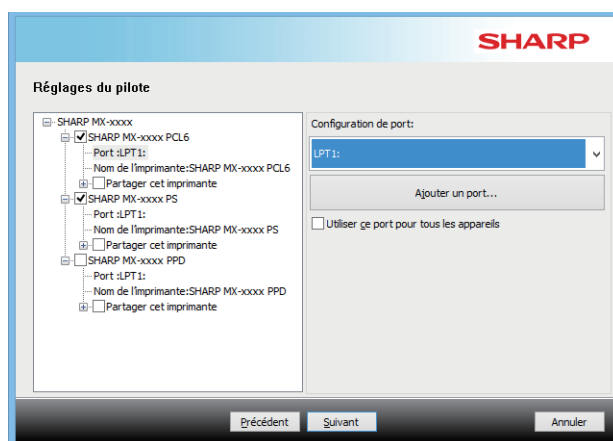 SHARP
Réglages du pilote
SHARP MX-xxxx
SHARP MX-xxxx PCL6
Port :LPT1:
Nom de l'imprimante:SHARP MX-xxxx PCL6
Partager cet imprimante
SHARP MX-xxxx PS
Port :LPT1:
Nom de l'imprimante:SHARP MX-xxxx PS
Partager cet imprimante
SHARP MX-xxxx PPD
Port :LPT1:
Nom de l'imprimante:SHARP MX-xxxx PPD
Partager cet imprimante
Configuration de port:
LPT1:
Ajouter un port...
Utiliser ce port pour tous les appareils
Précédent
Suivant
Annuler